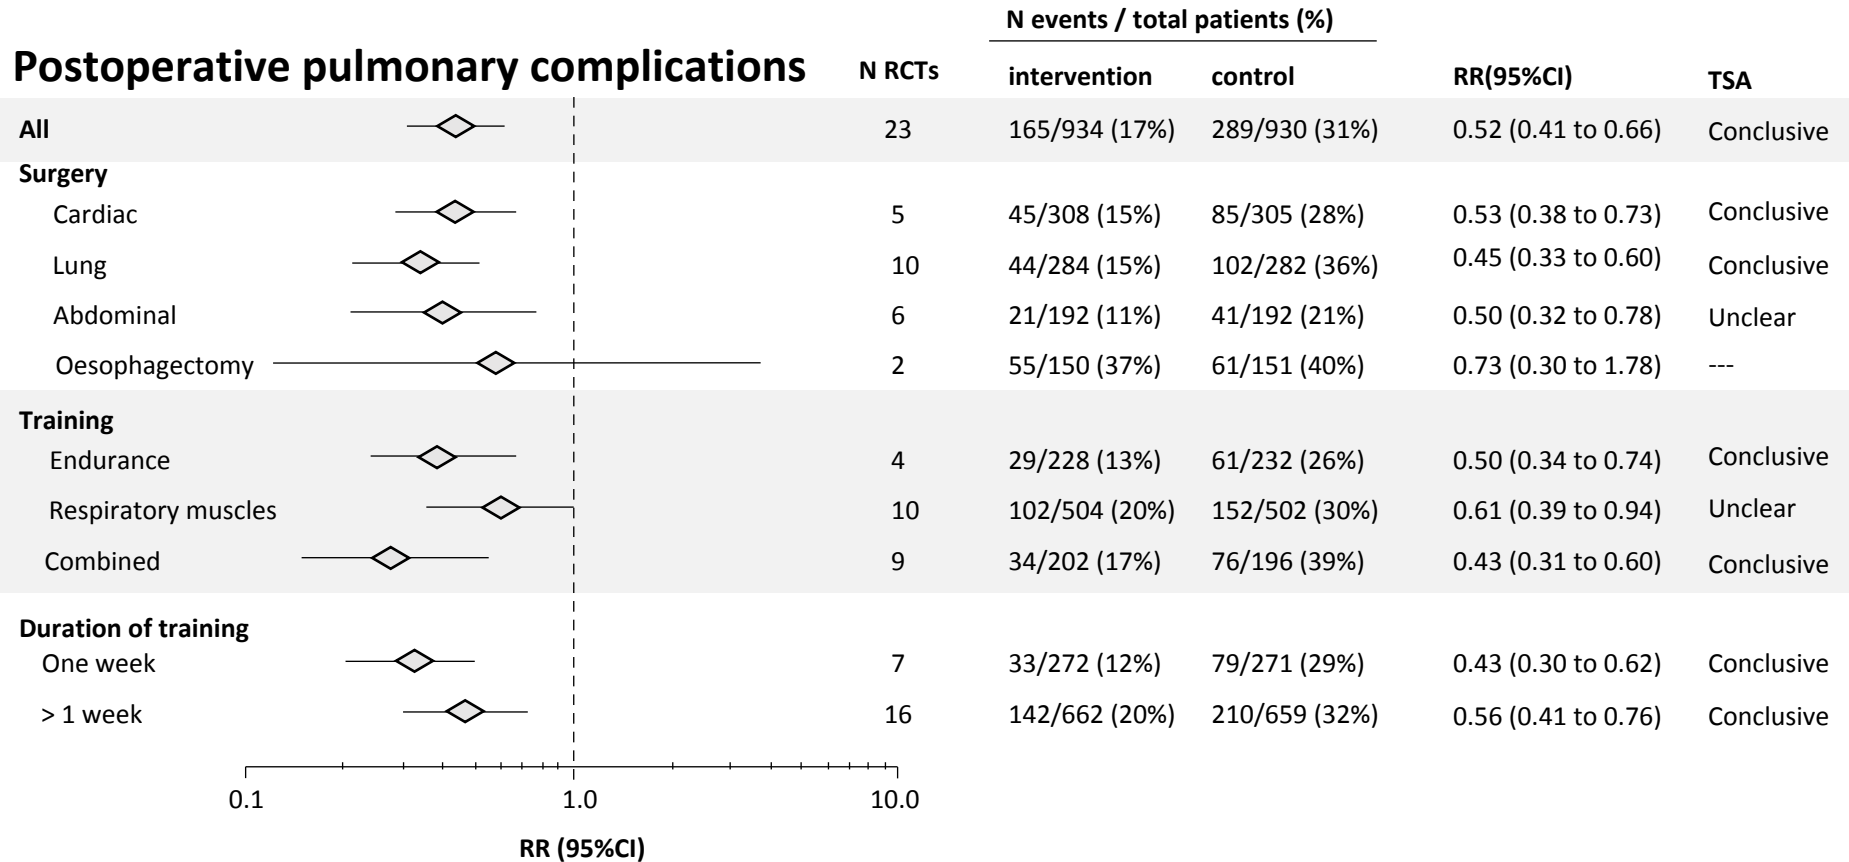 N events / total patients (%)
Postoperative pulmonary complications N RCTs intervention control RR(95%CI) TSA
All 23 165/934 (17%) 289/930 (31%) 0.52 (0.41 to 0.66) Conclusive
Surgery
Cardiac 5 45/308 (15%) 85/305 (28%) 0.53 (0.38 to 0.73) Conclusive
Lung 10 44/284 (15%) 102/282 (36%) 0.45 (0.33 to 0.60) Conclusive
Abdominal 6 21/192 (11%) 41/192 (21%) 0.50 (0.32 to 0.78) Unclear
Oesophagectomy 2 55/150 (37%) 61/151 (40%) 0.73 (0.30 to 1.78) ---
Training
Endurance 4 29/228 (13%) 61/232 (26%) 0.50 (0.34 to 0.74) Conclusive
Respiratory muscles 10 102/504 (20%) 152/502 (30%) 0.61 (0.39 to 0.94) Unclear
Combined 9 34/202 (17%) 76/196 (39%) 0.43 (0.31 to 0.60) Conclusive
Duration of training
One week 7 33/272 (12%) 79/271 (29%) 0.43 (0.30 to 0.62) Conclusive
> 1 week 16 142/662 (20%) 210/659 (32%) 0.56 (0.41 to 0.76) Conclusive
0.1 1.0 10.0
RR (95%CI)